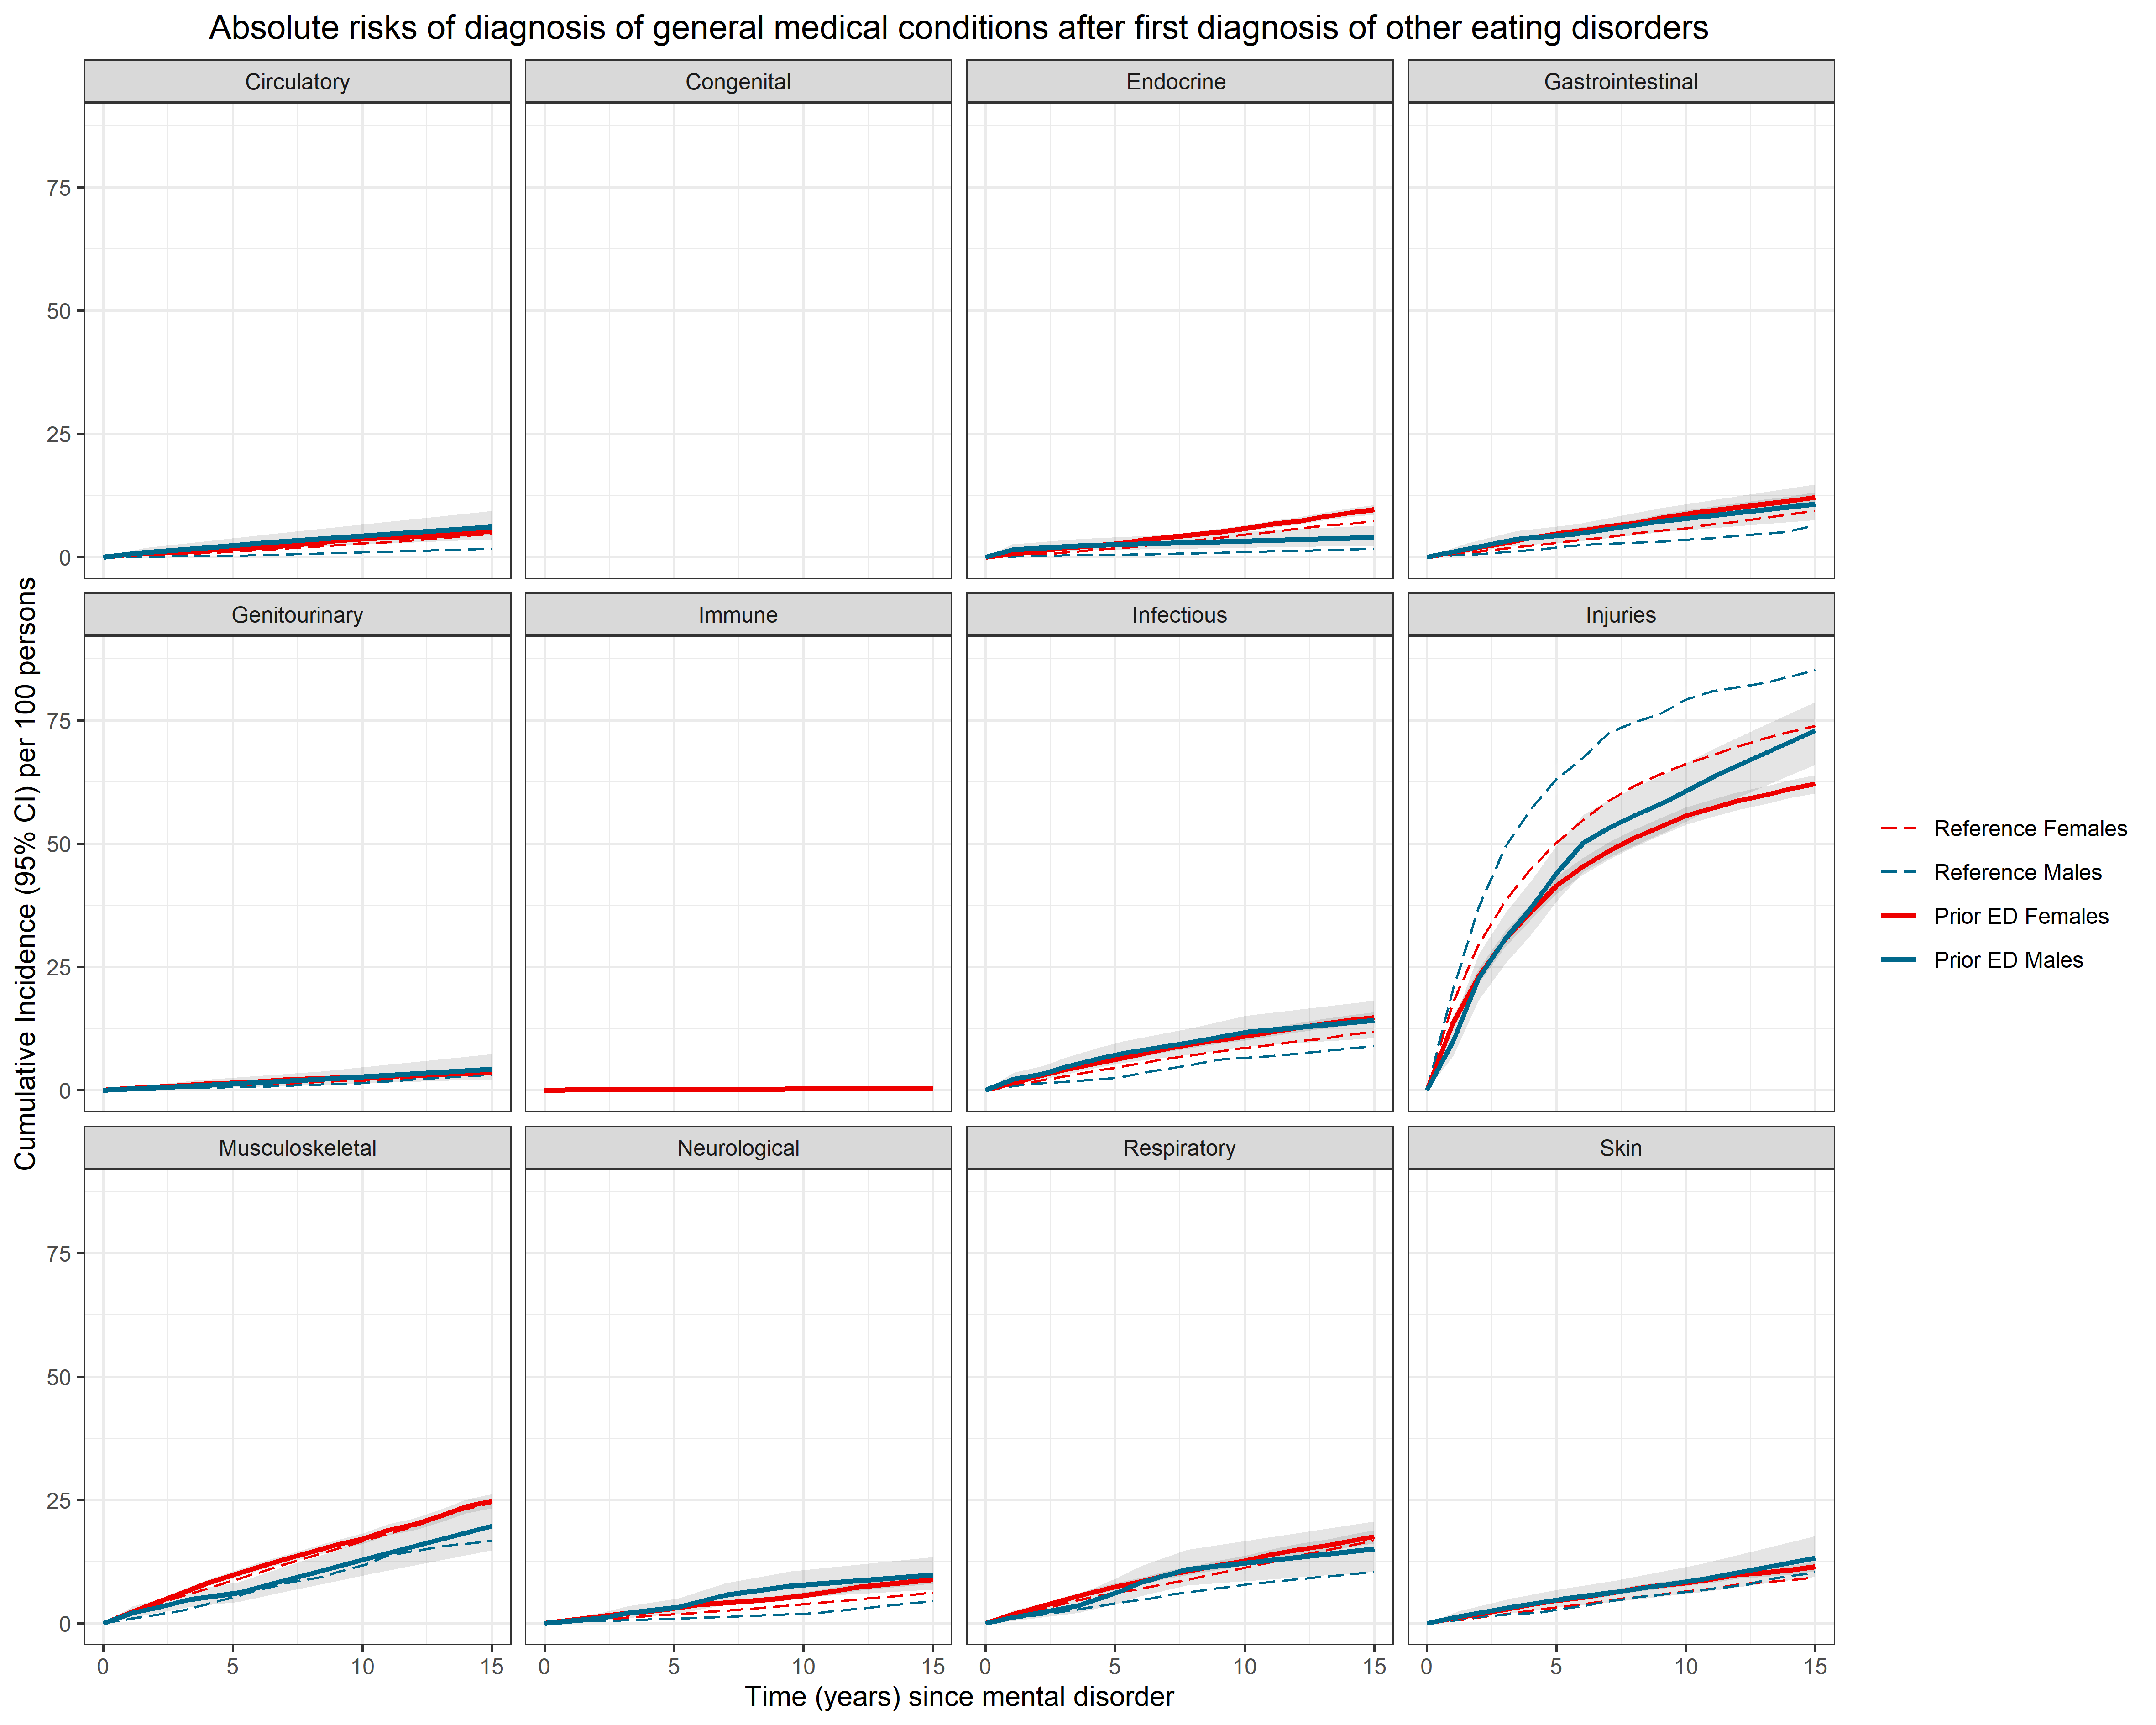 Absolute risks of diagnosis of general medical conditions after first diagnosis of other eating disorders
Cumulative Incidence (95% CI) per 100 persons
Circulatory
Congenital
Endocrine
Gastrointestinal
75
50
25
0
Genitourinary
Immune
Infectious
Injuries
75
50
25
0
Musculoskeletal
Neurological
Respiratory
Skin
75
50
25
0
0 5 10 15
0 5 10 15
0 5 10 15
0 5 10 15
Time (years) since mental disorder
Reference Females
Reference Males
Prior ED Females
Prior ED Males